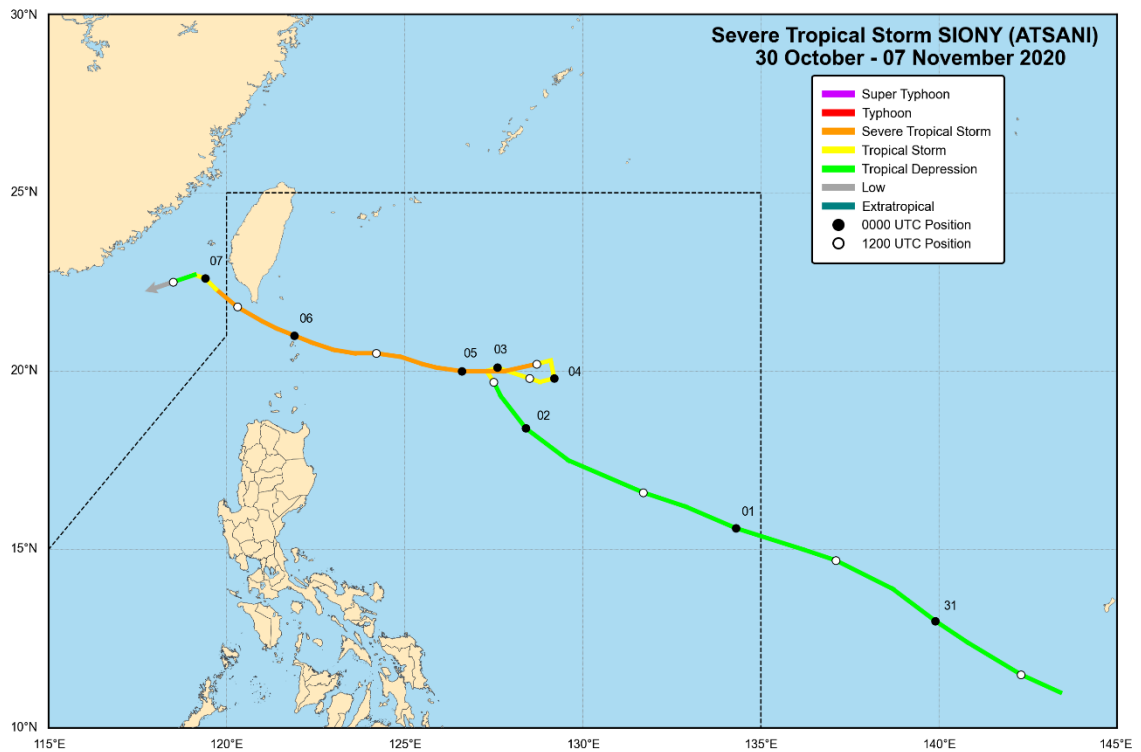 Severe Tropical Storm SIONY (ATSANI)
30 October - 07 November 2020
Super Typhoon
Typhoon
Severe Tropical Storm
Tropical Storm
Tropical Depression
Low
Extratropical
0000 UTC Position
1200 UTC Position
30°N
25°N
20°N
15°N
10°N
07
06
05
03
04
02
01
31
115°E
120°E
125°E
130°E
135°E
140°E
145°E